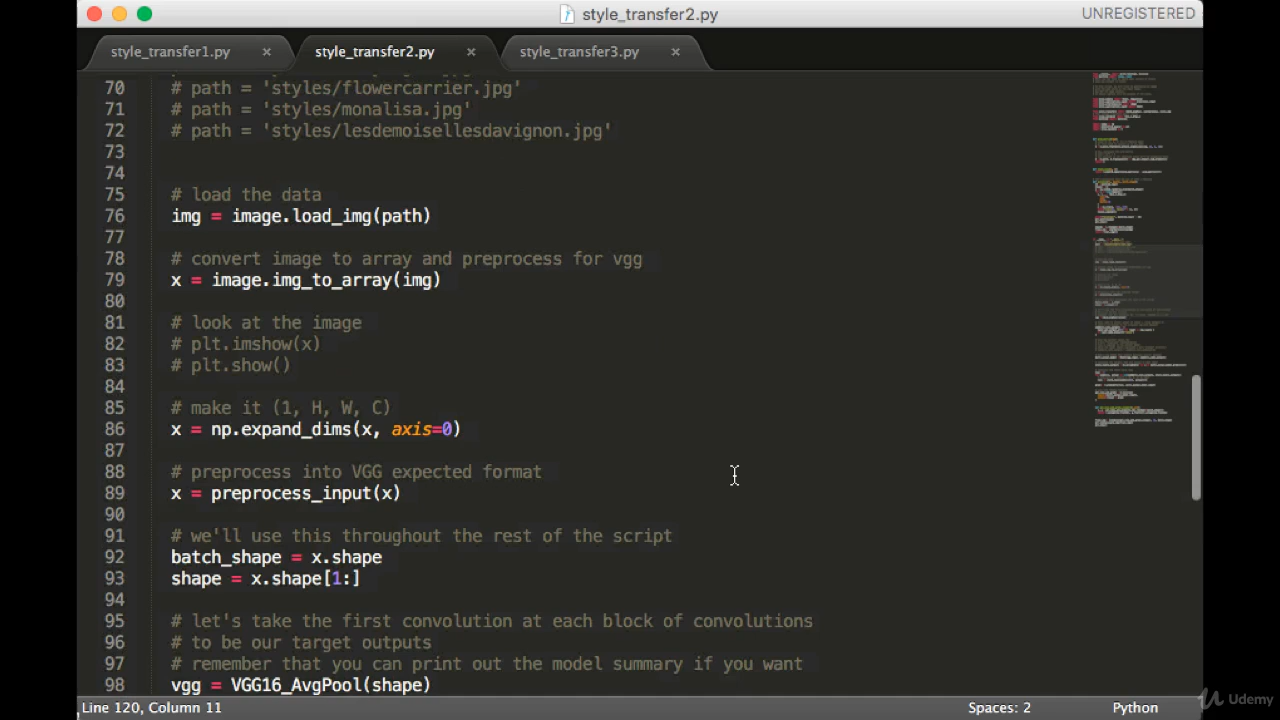 style_transfer2.py
UNREGISTERED
style_transfer1.py ×
style_transfer2.py ×
style_transfer3.py ×
70 # path = 'styles/flowercarrier.jpg'
71 # path = 'styles/monalisa.jpg'
72 # path = 'styles/lesdemoisellesdavignon.jpg'
73
74
75 # load the data
76 img = image.load_img(path)
77
78 # convert image to array and preprocess for vgg
79 x = image.img_to_array(img)
80
81 # look at the image
82 # plt.imshow(x)
83 # plt.show()
84
85 # make it (1, H, W, C)
86 x = np.expand_dims(x, axis=0)
87
88 # preprocess into VGG expected format
89 x = preprocess_input(x)
90
91 # we'll use this throughout the rest of the script
92 batch_shape = x.shape
93 shape = x.shape[1:]
94
95 # let's take the first convolution at each block of convolutions
96 # to be our target outputs
97 # remember that you can print out the model summary if you want
98 vgg = VGG16_AvgPool(shape)
Line 120, Column 11
Spaces: 2
Python
Udemy